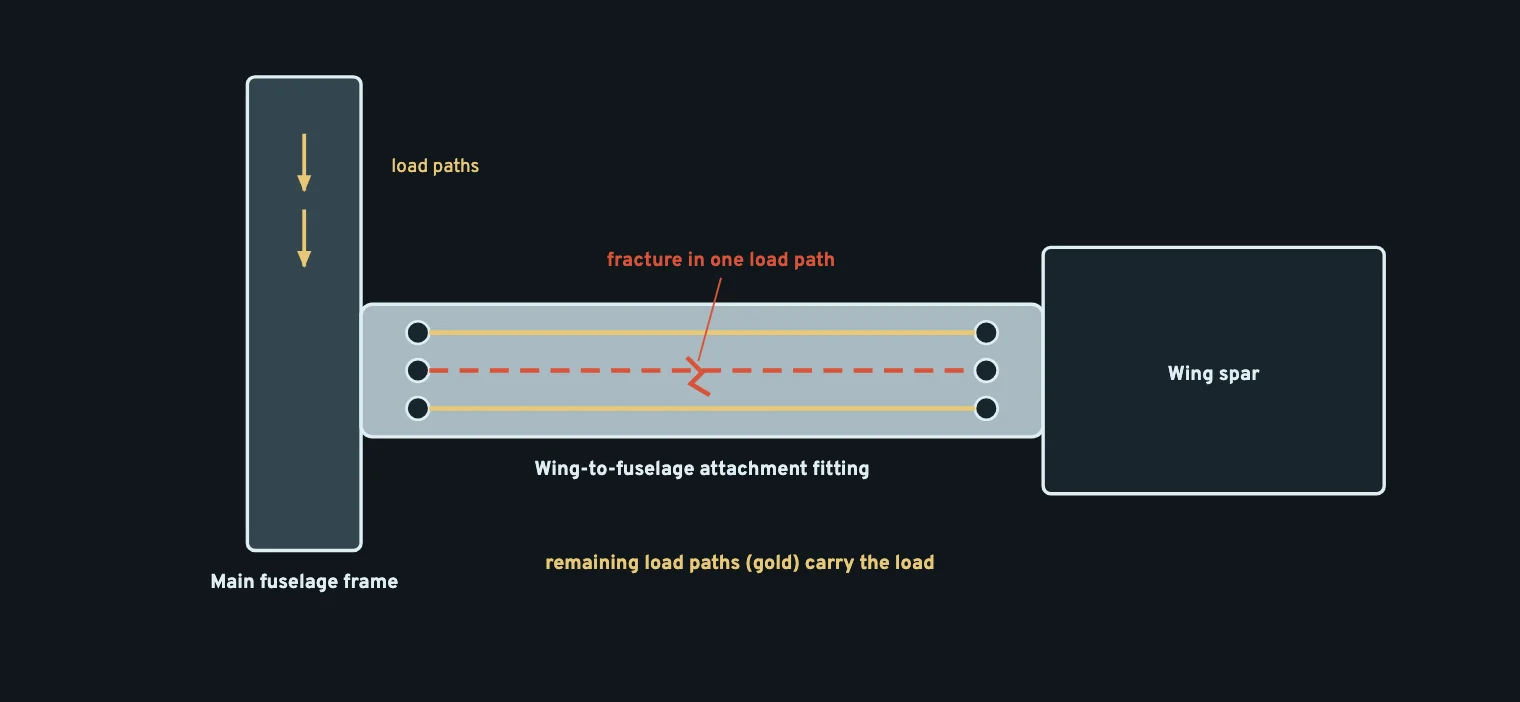 load paths
fracture in one load path
Wing spar
Wing-to-fuselage attachment fitting
remaining load paths (gold) carry the load
Main fuselage frame